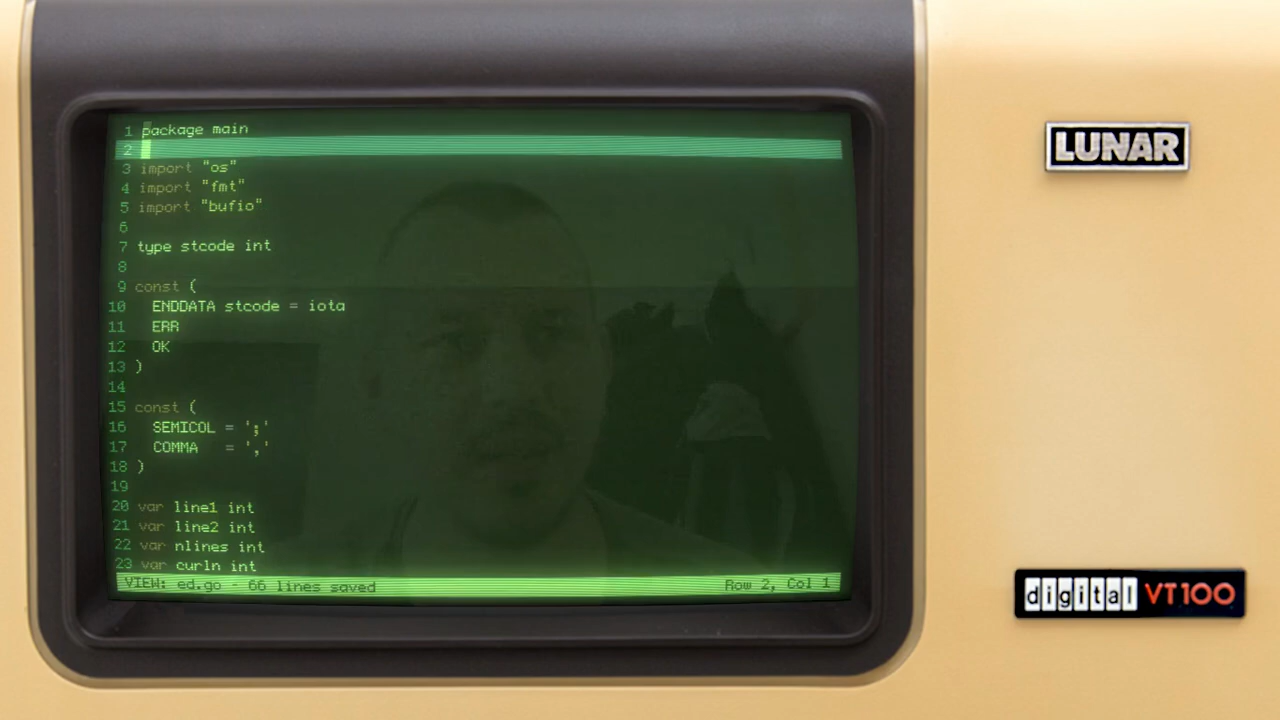 1 package main
2
3 import "os"
4 import "fmt"
5 import "bufio"
6
7 type stcode int
8
9 const (
10   ENDDATA stcode = iota
11   ERR
12   OK
13 )
14
15 const (
16   SEMICOL = ';'
17   COMMA   = ','
18 )
19
20 var line1 int
21 var line2 int
22 var nlines int
23 var curln int
VIEW: ed.go - 66 lines saved Row 2, Col 1
LUNAR
digital VT100